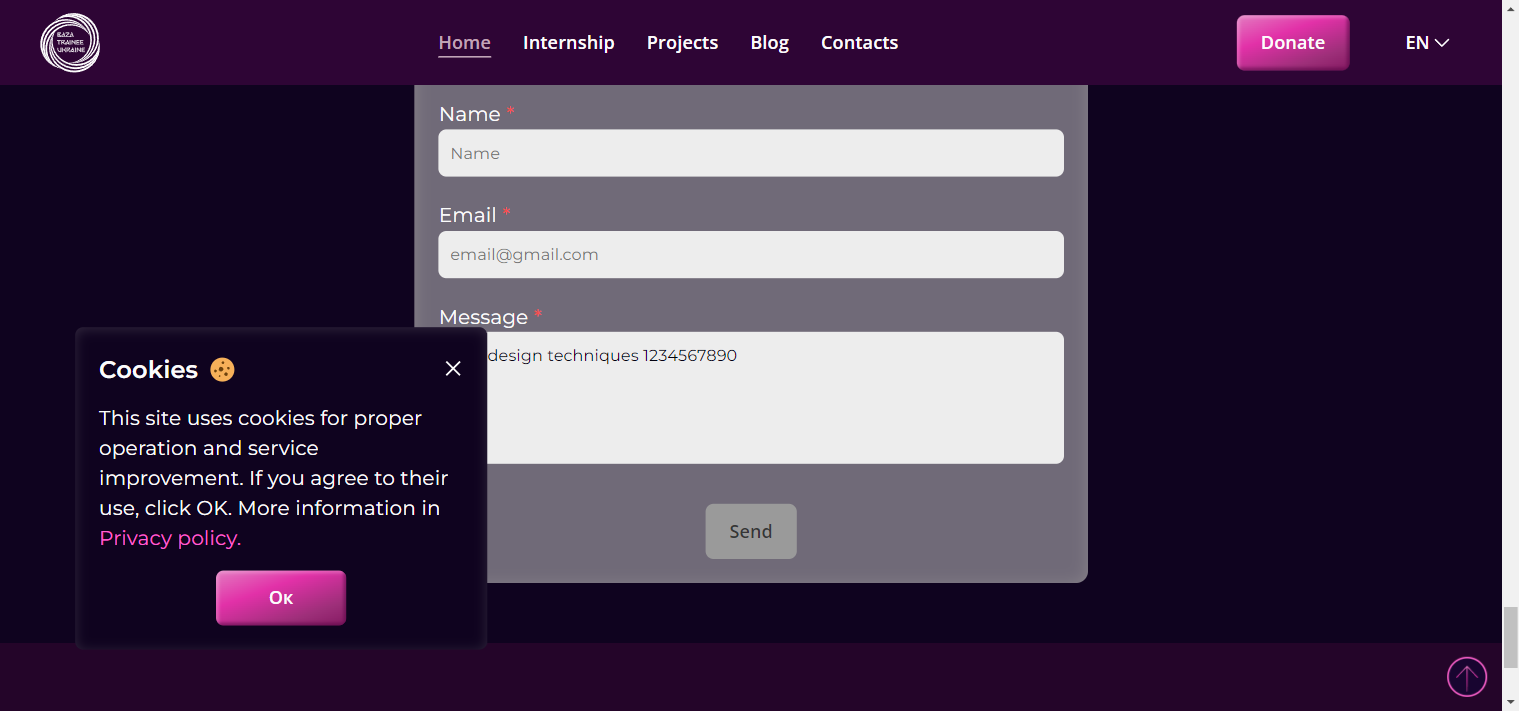 BAZA
TRAINEE
UKRAINE
Home
Internship
Projects
Blog
Contacts
Donate
EN
Name *
Name
Email *
email@gmail.com
Message *
design techniques 1234567890
Send
Cookies
This site uses cookies for proper
operation and service
improvement. If you agree to their
use, click OK. More information in
Privacy policy.
Ок